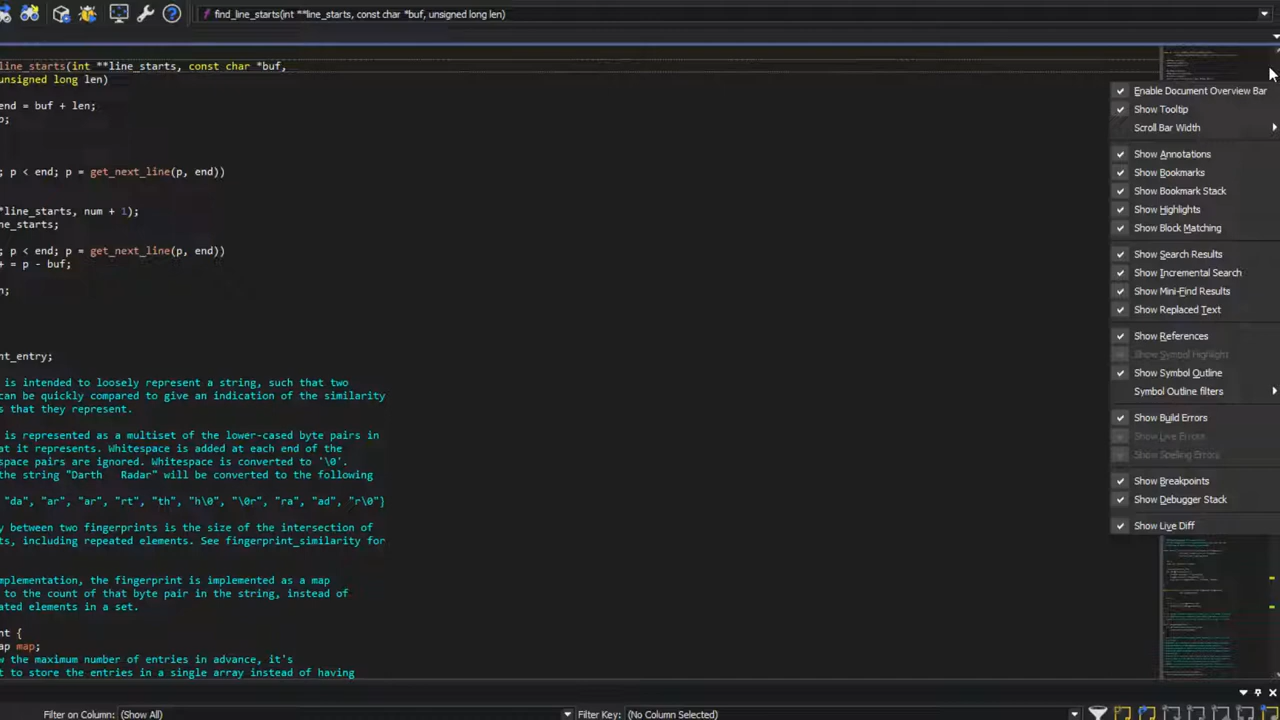 find_line_starts(int **line_starts, const char *buf, unsigned long len)
line_starts(int **line_starts, const char *buf,
unsigned long len)
end = buf + len;
; p < end; p = get_next_line(p, end))
*line_starts, num + 1);
ne_starts;
; p < end; p = get_next_line(p, end))
+ = p - buf;
nt_entry;
is intended to loosely represent a string, such that two
can be quickly compared to give an indication of the similarity
s that they represent.
is represented as a multiset of the lower-cased byte pairs in
at it represents. Whitespace is added at each end of the
space pairs are ignored. Whitespace is converted to '\0'.
the string "Darth   Radar" will be converted to the following
"da", "ar", "ar", "rt", "th", "h\0", "\0r", "ra", "ad", "r\0"}
y between two fingerprints is the size of the intersection of
ts, including repeated elements. See fingerprint_similarity for
mplementation, the fingerprint is implemented as a map
to the count of that byte pair in the string, instead of
ated elements in a set.
nt {
ap map;
w the maximum number of entries in advance, it's
t to store the entries in a single array instead of having
Enable Document Overview Bar
Show Tooltip
Scroll Bar Width
Show Annotations
Show Bookmarks
Show Bookmark Stack
Show Highlights
Show Block Matching
Show Search Results
Show Incremental Search
Show Mini-Find Results
Show Replaced Text
Show References
Show Symbol Highlight
Show Symbol Outline
Symbol Outline filters
Show Build Errors
Show Live Errors
Show Spelling Errors
Show Breakpoints
Show Debugger Stack
Show Live Diff
Filter on Column: (Show All)
Filter Key: (No Column Selected)